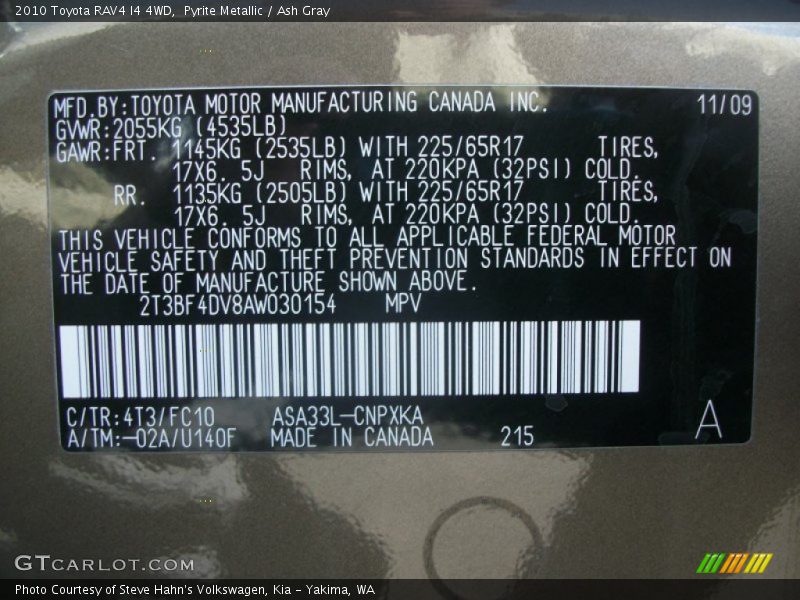 2010 Toyota RAV4 I4 4WD,  Pyrite Metallic / Ash Gray
MFD.BY:TOYOTA MOTOR MANUFACTURING CANADA INC. 11/09
GVWR:2055KG (4535LB)
GAWR:FRT. 1145KG (2535LB) WITH 225/65R17 TIRES,
17X6. 5J RIMS, AT 220KPA (32PSI) COLD.
RR. 1135KG (2505LB) WITH 225/65R17 TIRES,
17X6. 5J RIMS, AT 220KPA (32PSI) COLD.
THIS VEHICLE CONFORMS TO ALL APPLICABLE FEDERAL MOTOR
VEHICLE SAFETY AND THEFT PREVENTION STANDARDS IN EFFECT ON
THE DATE OF MANUFACTURE SHOWN ABOVE.
2T3BF4DV8AW030154 MPV
C/TR:4T3/FC10 ASA33L-CNPXKA
A/TM:-02A/U140F MADE IN CANADA 215 A
GTCARLOT.COM
Photo Courtesy of Steve Hahn's Volkswagen, Kia - Yakima, WA